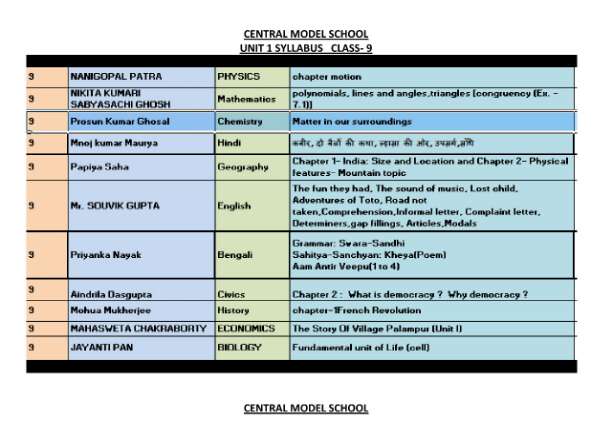 CENTRAL MODEL SCHOOL
UNIT 1 SYLLABUS CLASS- 9
9 NANIGOPAL PATRA PHYSICS chapter motion
9 NIKITA KUMARI SABYASACHI GHOSH Mathematics polynomials, lines and angles,triangles (congruency (Ex. - 7.1))
9 Prosun Kumar Ghosal Chemistry Matter in our surroundings
9 Mnoj kumar Maurya Hindi कबीर, दो बैलों की कथा, ल्हासा की ओर, उपसर्ग,संधि
9 Papiya Saha Geography Chapter 1- India: Size and Location and Chapter 2- Physical features- Mountain topic
9 Mr. SOUVIK GUPTA English The fun they had, The sound of music, Lost child,
Adventures of Toto, Road not
taken,Comprehension,Informal letter, Complaint letter,
Determiners,gap fillings, Articles,Modals
9 Priyanka Nayak Bengali Grammar: Swara-Sandhi
Sahitya-Sanchyan: Kheya(Poem)
Aam Antir Veepu(1 to 4)
9 Aindrila Dasgupta Civics Chapter 2 : What is democracy ? Why democracy ?
9 Mohua Mukherjee History chapter-1French Revolution
9 MAHASWETA CHAKRABORTY ECONOMICS The Story Of Village Palampur (Unit I)
9 JAYANTI PAN BIOLOGY Fundamental unit of Life (cell)
CENTRAL MODEL SCHOOL